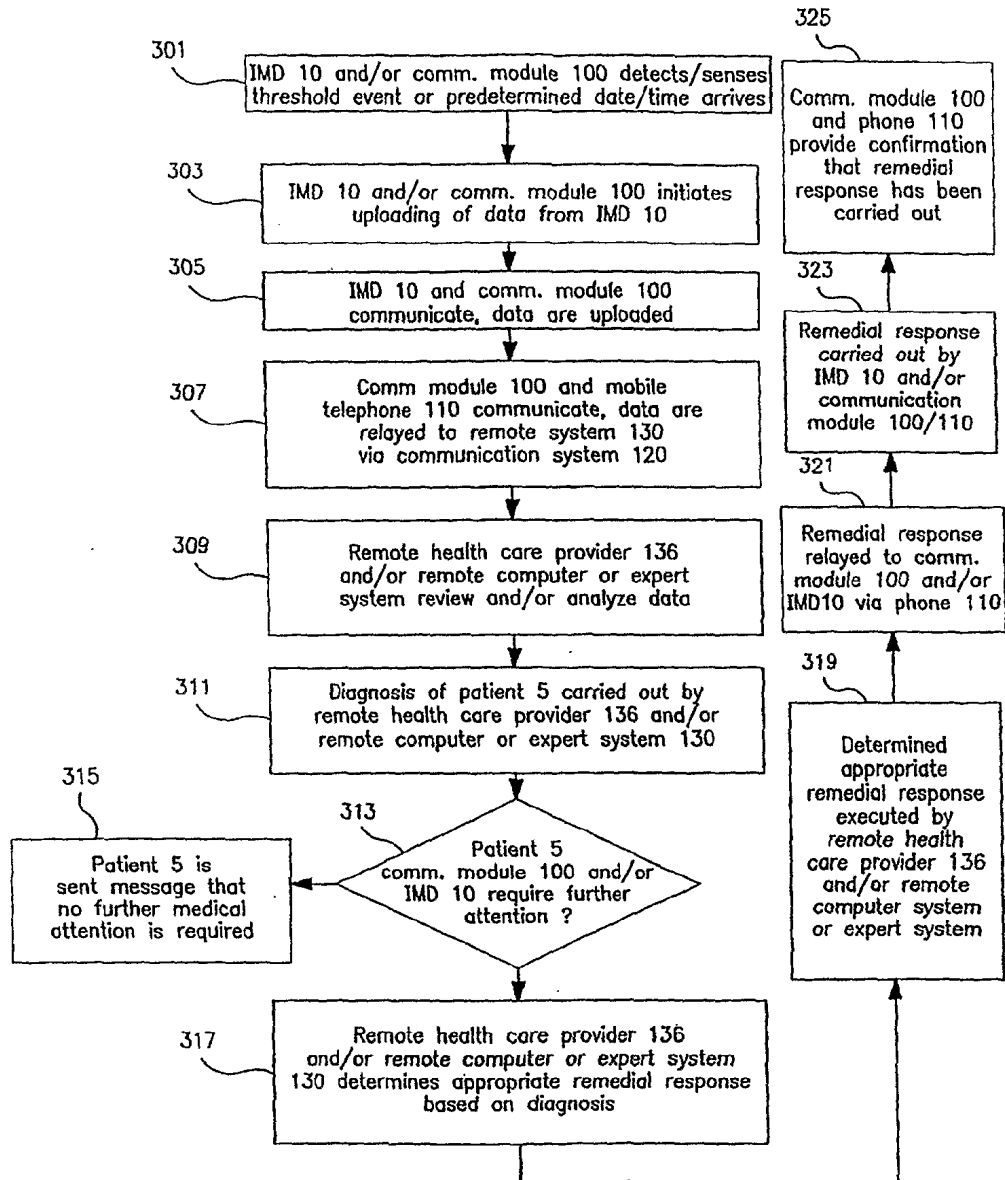 301
IMD 10 and/or comm. module 100 detects/senses
threshold event or predetermined date/time arrives
303
IMD 10 and/or comm. module 100 initiates
uploading of data from IMD 10
305
IMD 10 and comm. module 100
communicate, data are uploaded
307
Comm module 100 and mobile
telephone 110 communicate, data are
relayed to remote system 130
via communication system 120
309
Remote health care provider 136
and/or remote computer or expert
system review and/or analyze data
311
Diagnosis of patient 5 carried out by
remote health care provider 136 and/or
remote computer or expert system 130
313
Patient 5
comm. module 100 and/or
IMD 10 require further
attention ?
315
Patient 5 is
sent message that
no further medical
attention is required
317
Remote health care provider 136
and/or remote computer or expert system
130 determines appropriate remedial response
based on diagnosis
319
Determined
appropriate
remedial response
executed by
remote health
care provider 136
and/or remote
computer system
or expert system
321
Remedial response
relayed to comm.
module 100 and/or
IMD10 via phone 110
323
Remedial response
carried out by
IMD 10 and/or
communication
module 100/110
325
Comm. module 100
and phone 110
provide confirmation
that remedial
response has been
carried out